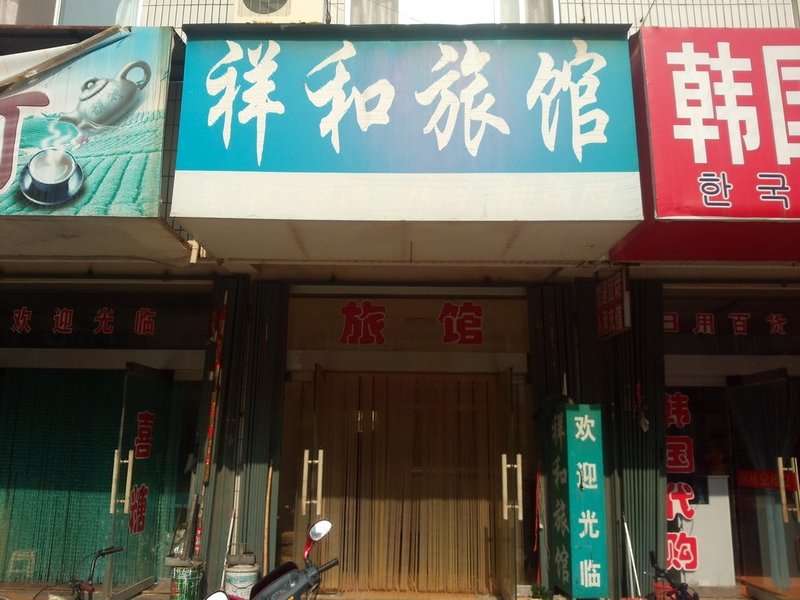 祥和旅馆
韩国
한국
欢迎光临
旅馆
日用百货
喜糖
祥和旅馆
欢迎光临
韩国代购